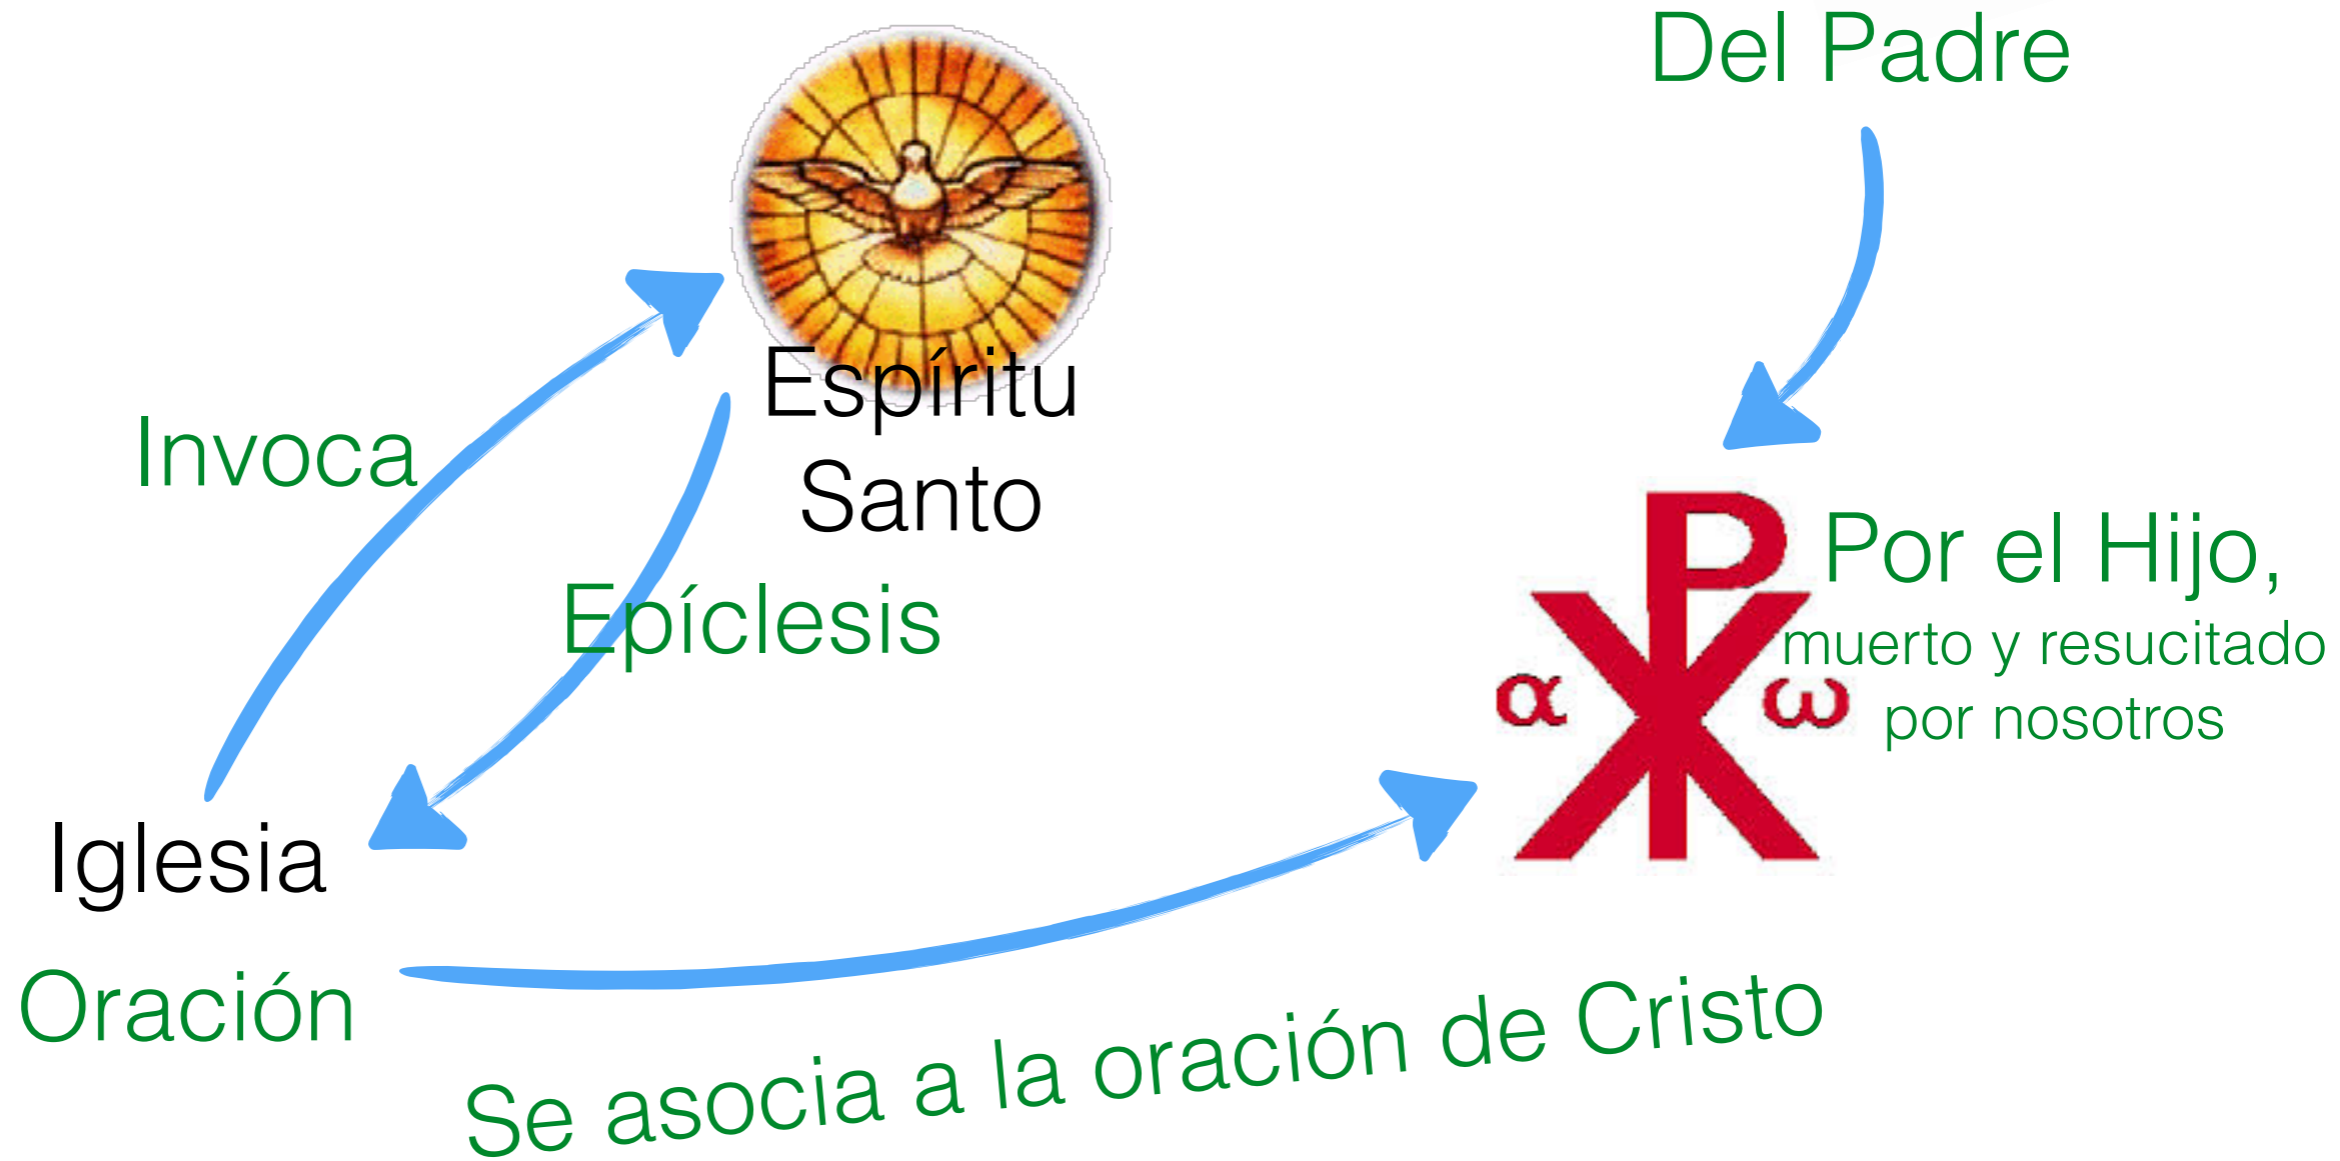 Del Padre
Espíritu
Santo
Invoca
Epíclesis
Por el Hijo,
muerto y resucitado
por nosotros
P
α
ω
Iglesia
Oración
Se asocia a la oración de Cristo